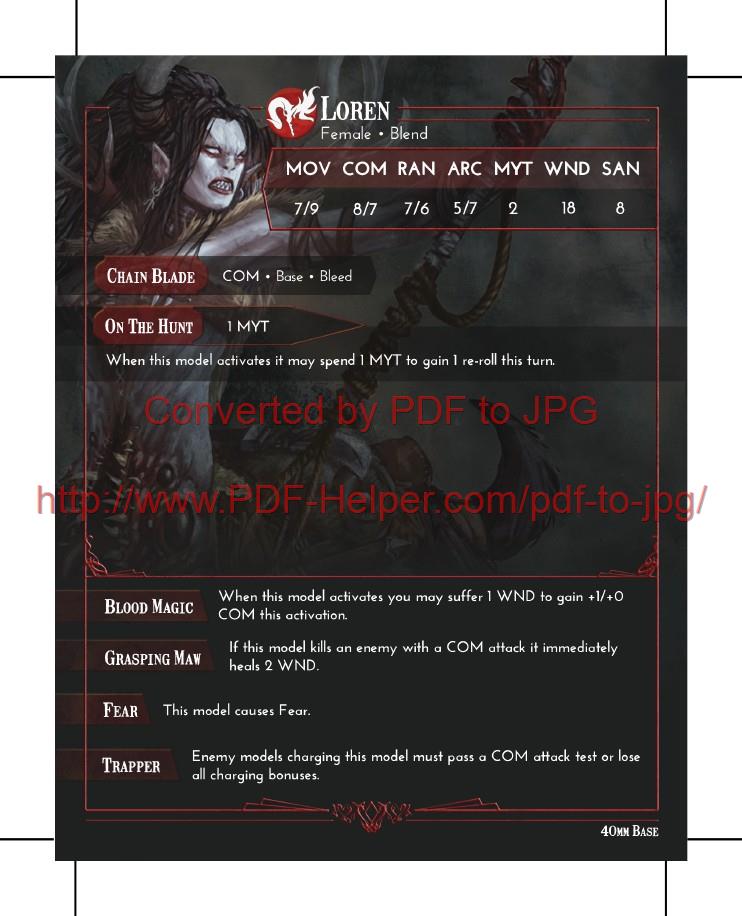 Loren
Female • Blend
MOV COM RAN ARC MYT WND SAN
7/9 8/7 7/6 5/7 2 18 8
Chain Blade COM • Base • Bleed
On The Hunt 1 MYT
When this model activates it may spend 1 MYT to gain 1 re-roll this turn.
Converted by PDF to JPG
http://www.PDF-Helper.com/pdf-to-jpg/
Blood Magic When this model activates you may suffer 1 WND to gain +1/+0
COM this activation.
Grasping Maw If this model kills an enemy with a COM attack it immediately
heals 2 WND.
Fear This model causes Fear.
Trapper Enemy models charging this model must pass a COM attack test or lose
all charging bonuses.
40mm Base